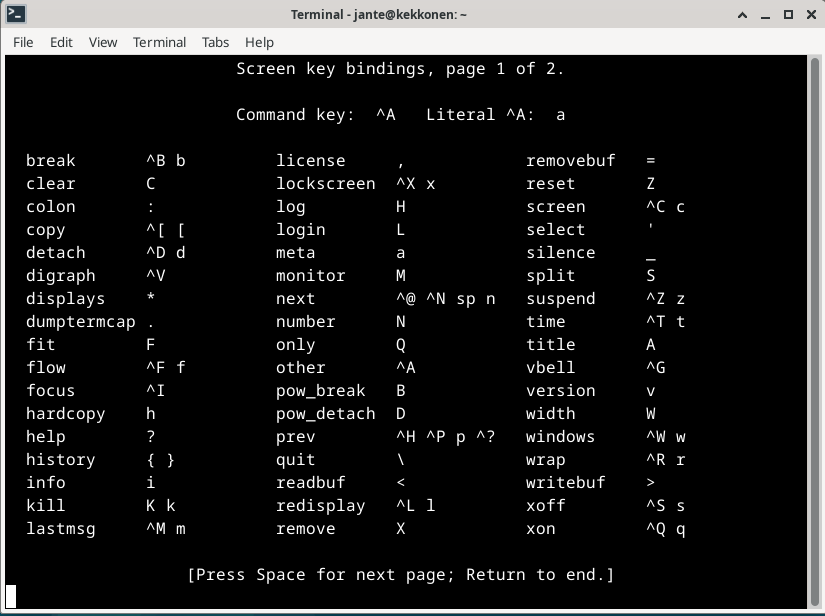 Terminal - jante@kekkonen: ~
File Edit View Terminal Tabs Help
Screen key bindings, page 1 of 2.
Command key: ^A Literal ^A: a
break ^B b license , removebuf =
clear C lockscreen ^X x reset Z
colon : log H screen ^C c
copy ^[ [ login L select '
detach ^D d meta a silence _
digraph ^V monitor M split S
displays * next ^@ ^N sp n suspend ^Z z
dumptermcap . number N time ^T t
fit F only Q title A
flow ^F f other ^A vbell ^G
focus ^I pow_break B version v
hardcopy h pow_detach D width W
help ? prev ^H ^P p ^? windows ^W w
history { } quit \ wrap ^R r
info i readbuf < writebuf >
kill K k redisplay ^L l xoff ^S s
lastmsg ^M m remove X xon ^Q q
[Press Space for next page; Return to end.]